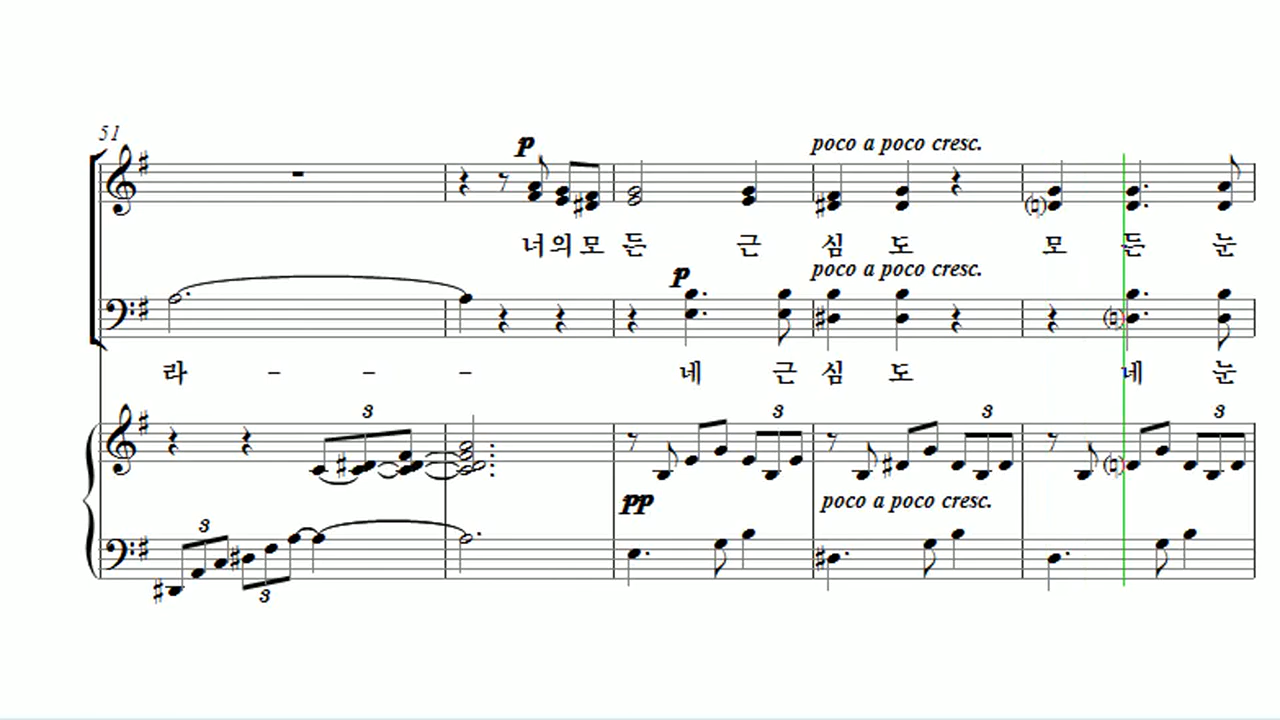 51
p
poco a poco cresc.
너의모 든 근 심 도 모 든 눈
p
poco a poco cresc.
라 - - - 네 근 심 도 네 눈
3
3
3
3
pp
poco a poco cresc.
3
3